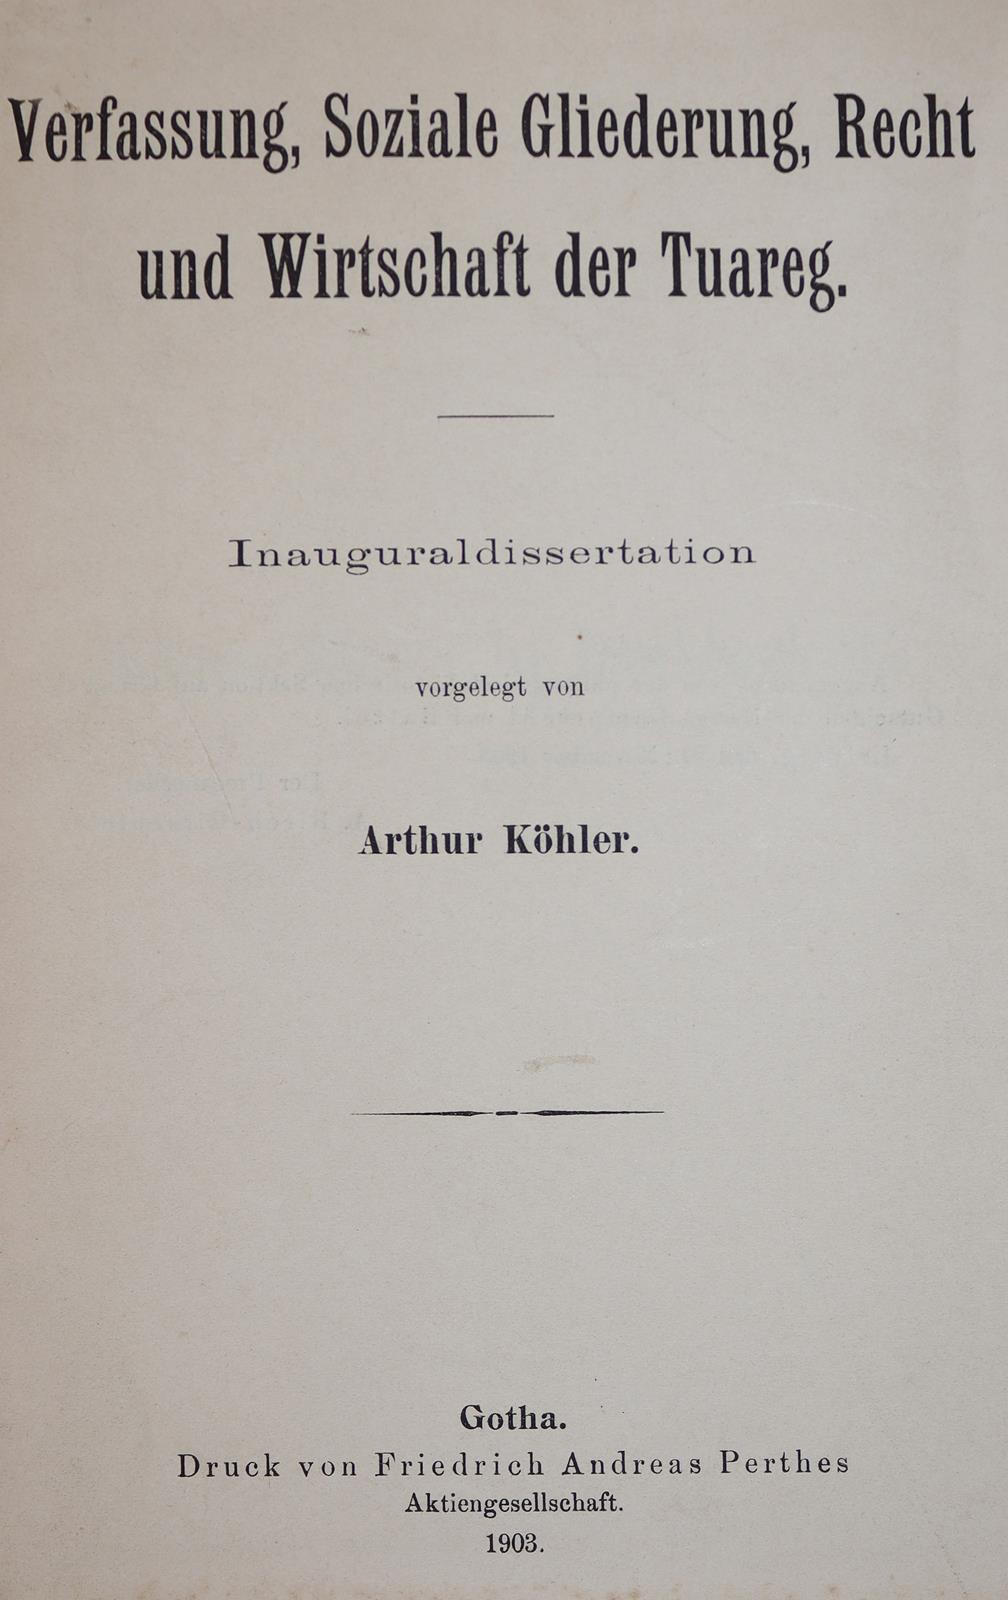 Verfassung, Soziale Gliederung, Recht
und Wirtschaft der Tuareg.
Inauguraldissertation
vorgelegt von
Arthur Köhler.
Gotha.
Druck von Friedrich Andreas Perthes
Aktiengesellschaft.
1903.